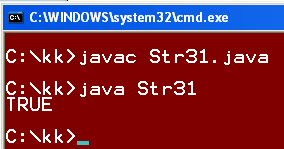 C:\WINDOWS\system32\cmd.exe
C:\kk>javac Str31.java
C:\kk>java Str31
TRUE
C:\kk>_